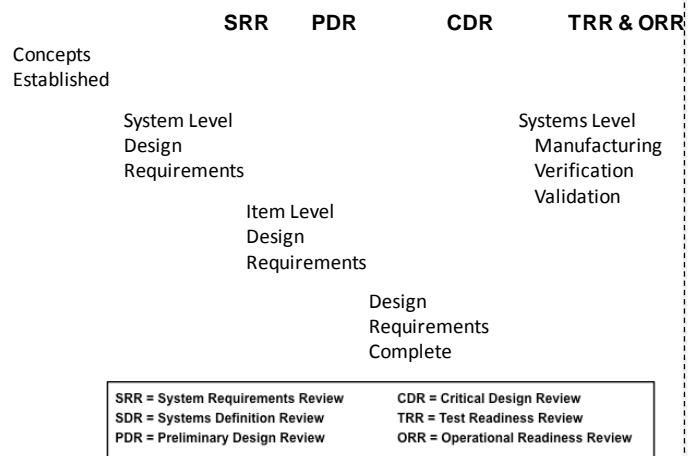 SRR PDR CDR TRR & ORR
Concepts
Established
System Level
Design
Requirements
Systems Level
Manufacturing
Verification
Validation
Item Level
Design
Requirements
Design
Requirements
Complete
SRR = System Requirements Review
SDR = Systems Definition Review
PDR = Preliminary Design Review
CDR = Critical Design Review
TRR = Test Readiness Review
ORR = Operational Readiness Review